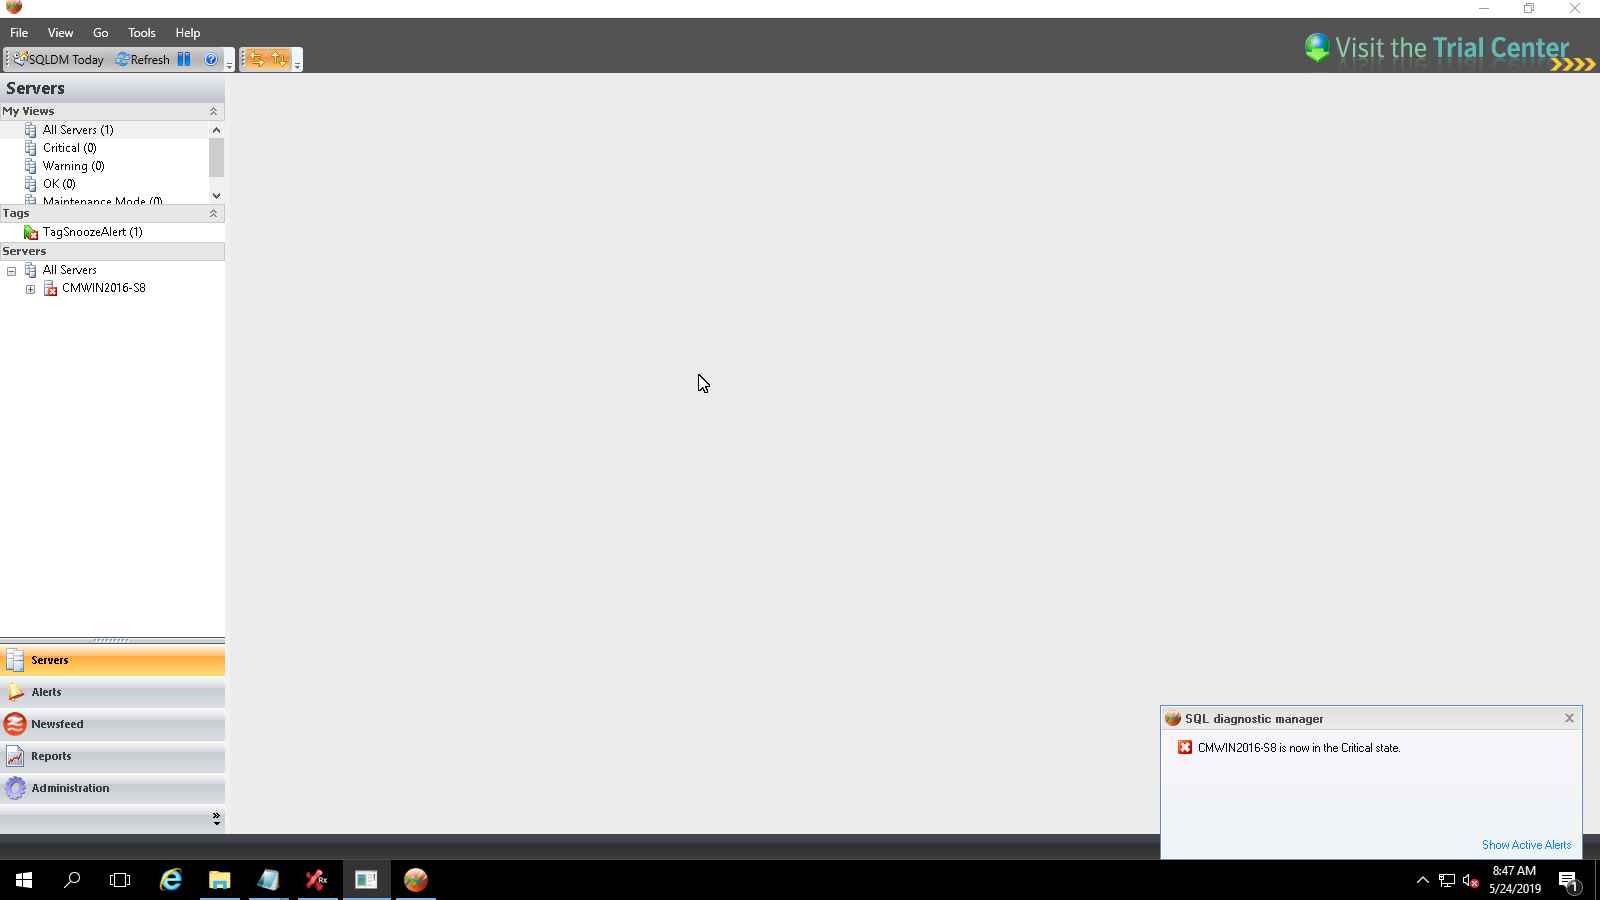 File View Go Tools Help
SQLDM Today Refresh
Visit the Trial Center
Servers
My Views
All Servers (1)
Critical (0)
Warning (0)
OK (0)
Maintenance Mode (0)
Tags
TagSnoozeAlert (1)
Servers
All Servers
CMWIN2016-S8
Servers
Alerts
Newsfeed
Reports
Administration
SQL diagnostic manager
CMWIN2016-S8 is now in the Critical state.
Show Active Alerts
Rx
8:47 AM
5/24/2019
1